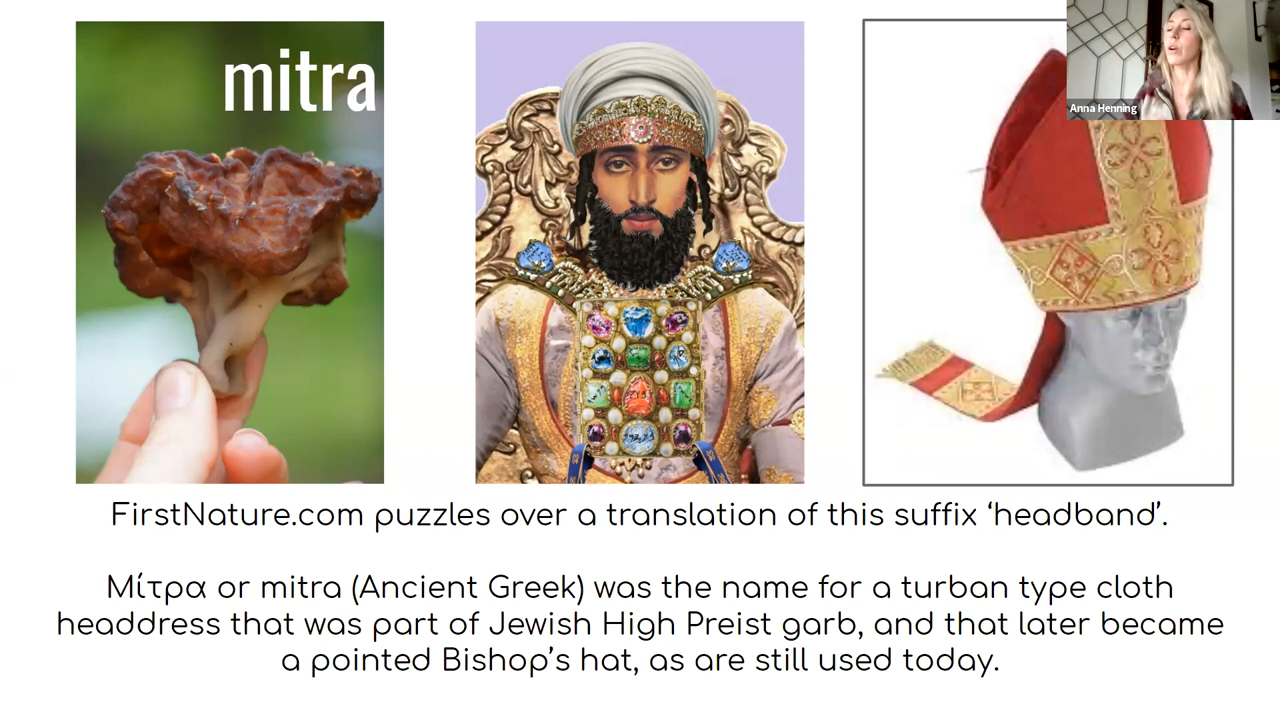 mitra
Anna Henning
FirstNature.com puzzles over a translation of this suffix ‘headband’.
Μίτρα or mitra (Ancient Greek) was the name for a turban type cloth
headdress that was part of Jewish High Preist garb, and that later became
a pointed Bishop’s hat, as are still used today.